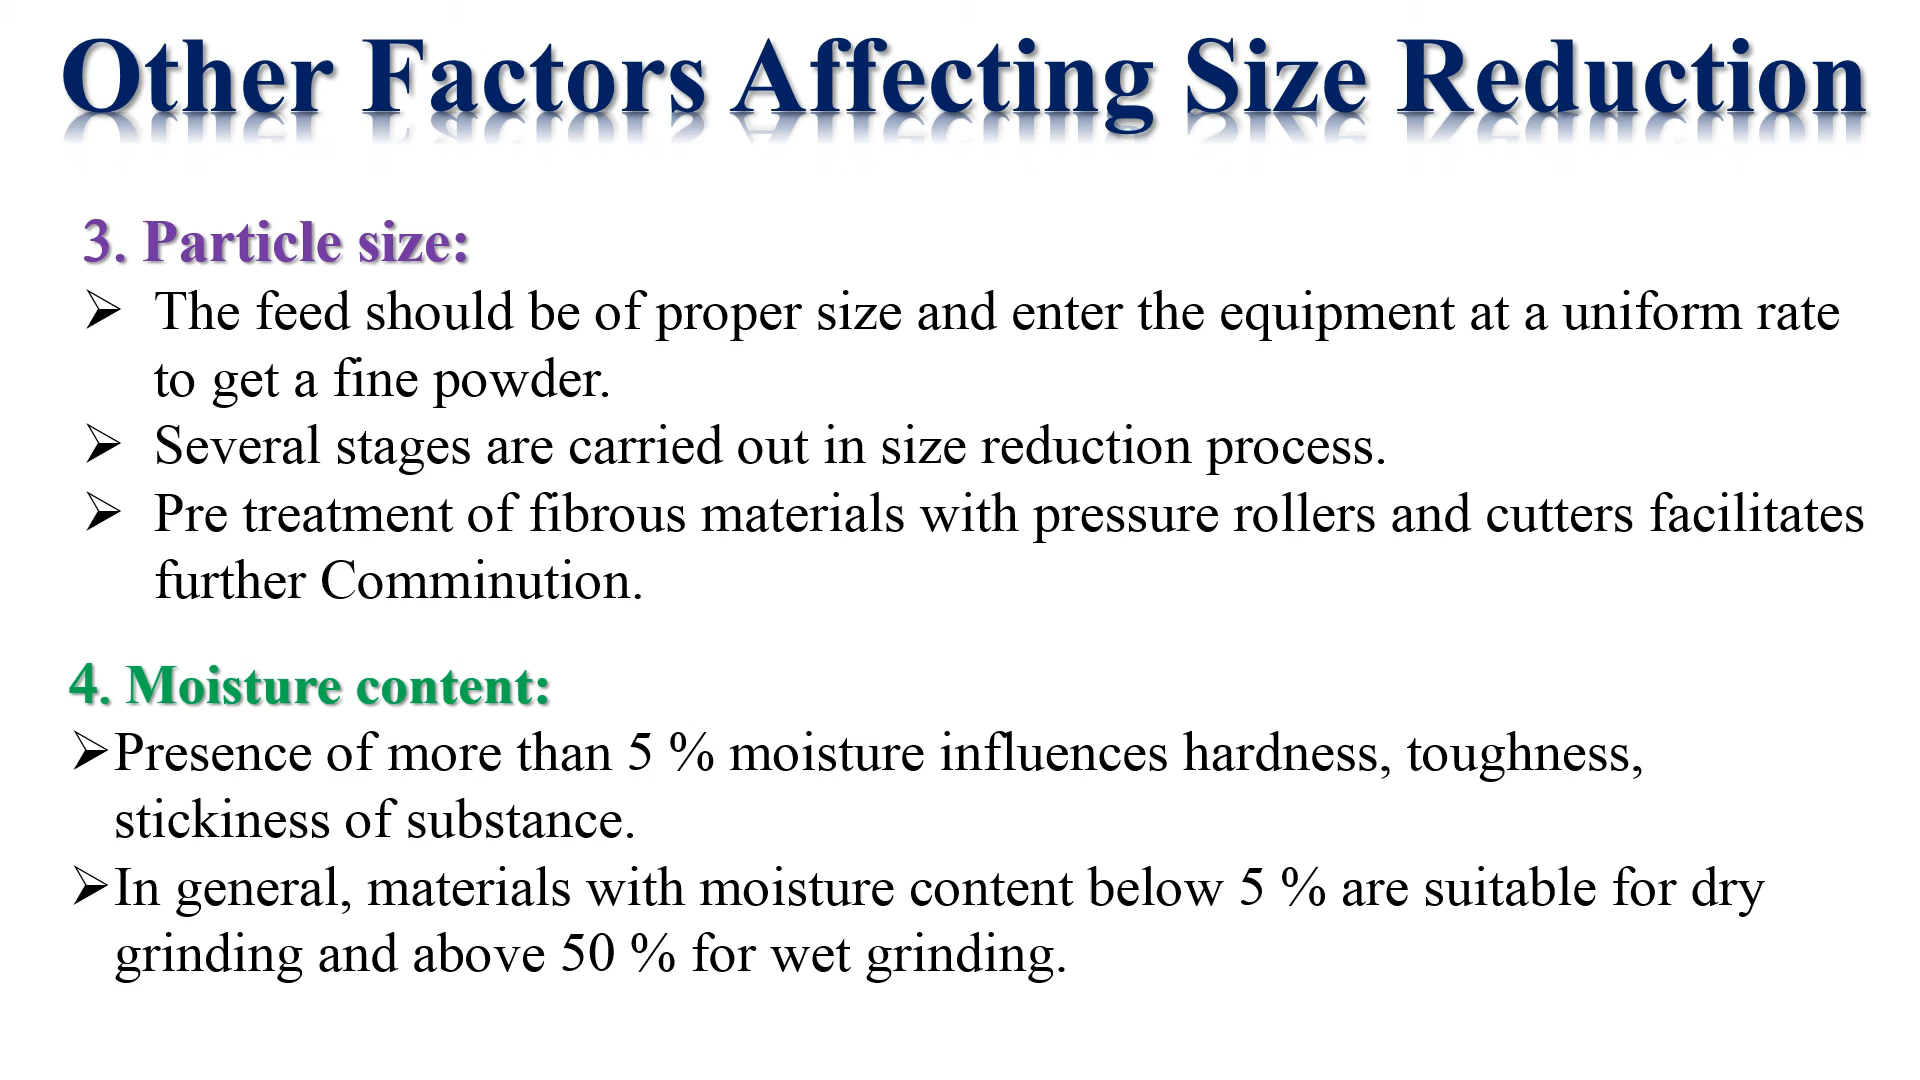 Other Factors Affecting Size Reduction
3. Particle size:
➢ The feed should be of proper size and enter the equipment at a uniform rate
to get a fine powder.
➢ Several stages are carried out in size reduction process.
➢ Pre treatment of fibrous materials with pressure rollers and cutters facilitates
further Comminution.
4. Moisture content:
➢Presence of more than 5 % moisture influences hardness, toughness,
stickiness of substance.
➢In general, materials with moisture content below 5 % are suitable for dry
grinding and above 50 % for wet grinding.